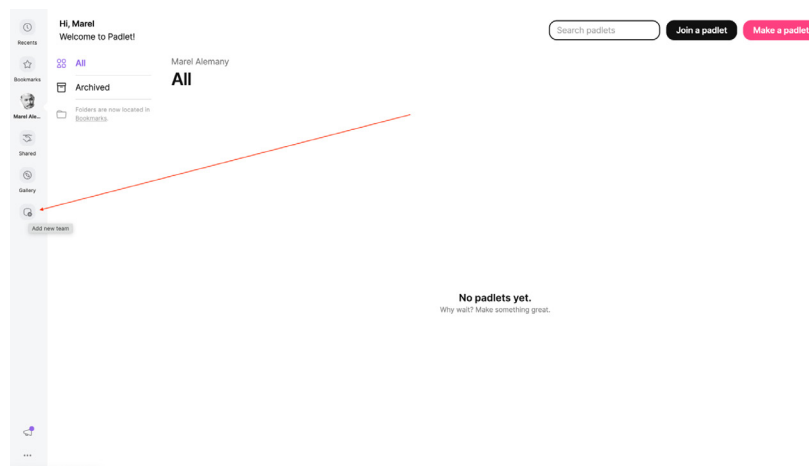 Recents
Bookmarks
Marel Ale...
Shared
Gallery
Add new team
Hi, Marel
Welcome to Padlet!
All
Archived
Folders are now located in
Bookmarks.
Marel Alemany
All
Search padlets
Join a padlet
Make a padlet
No padlets yet.
Why wait? Make something great.